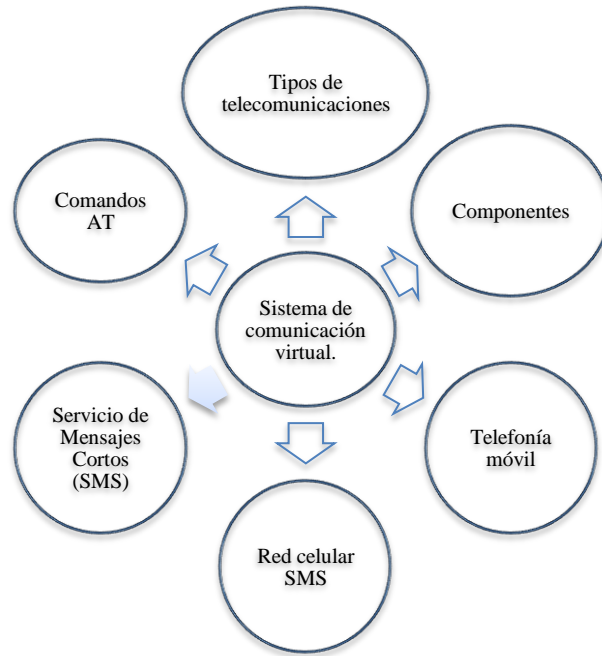 Tipos de
telecomunicaciones
Comandos
AT
Componentes
Sistema de
comunicación
virtual.
Servicio de
Mensajes
Cortos
(SMS)
Telefonía
móvil
Red celular
SMS